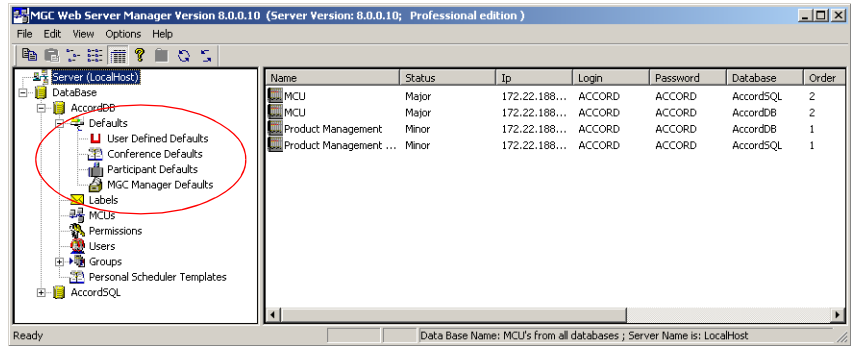 MGC Web Server Manager Version 8.0.0.10 (Server Version: 8.0.0.10; Professional edition )
File Edit View Options Help
Server (LocalHost)
DataBase
AccordDB
Defaults
User Defined Defaults
Conference Defaults
Participant Defaults
MGC Manager Defaults
Labels
MCUs
Permissions
Users
Groups
Personal Scheduler Templates
AccordSQL
Name Status Ip Login Password Database Order
MCU Major 172.22.188... ACCORD ACCORD AccordSQL 2
MCU Major 172.22.188... ACCORD ACCORD AccordDB 2
Product Management Minor 172.22.188... ACCORD ACCORD AccordDB 1
Product Management ... Minor 172.22.188... ACCORD ACCORD AccordSQL 1
Ready Data Base Name: MCU's from all databases ; Server Name is: LocalHost